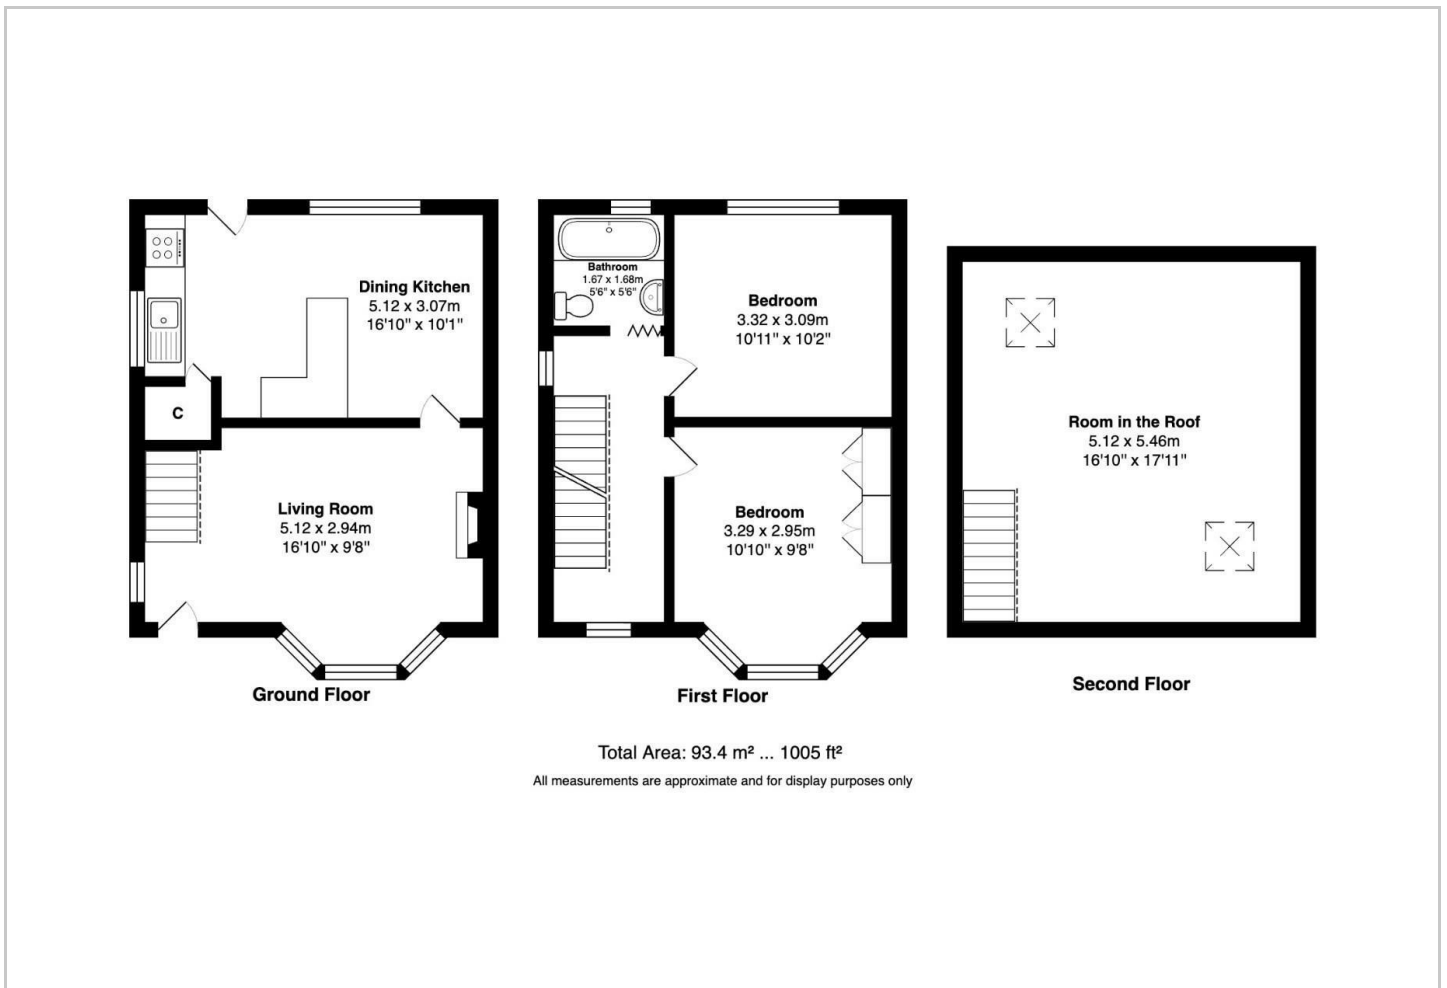 Dining Kitchen
5.12 x 3.07m
16'10" x 10'1"
C
Living Room
5.12 x 2.94m
16'10" x 9'8"
Ground Floor
Bathroom
1.67 x 1.68m
5'6" x 5'6"
Bedroom
3.32 x 3.09m
10'11" x 10'2"
Bedroom
3.29 x 2.95m
10'10" x 9'8"
First Floor
Room in the Roof
5.12 x 5.46m
16'10" x 17'11"
Second Floor
Total Area: 93.4 m² ... 1005 ft²
All measurements are approximate and for display purposes only